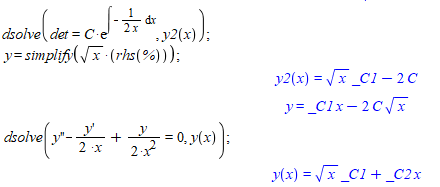 dsolve(det = C·e^(∫ -1/(2x) dx), y2(x));
y = simplify(√x·(rhs(%)));
y2(x) = √x _C1 − 2 C
y = _C1 x − 2 C √x
dsolve(y'' - y'/(2·x) + y/(2·x^2) = 0, y(x));
y(x) = √x _C1 + _C2 x